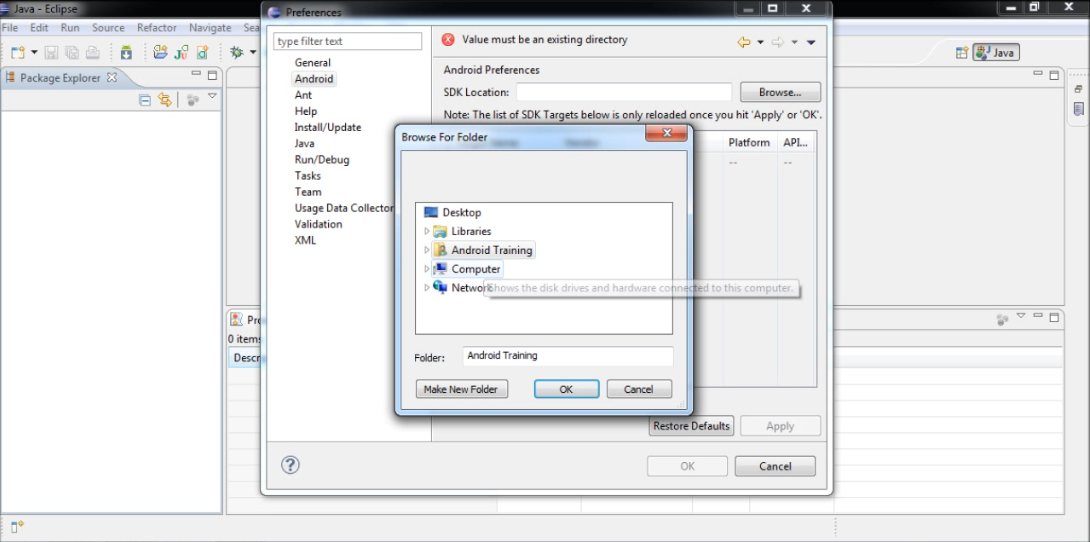 Java - Eclipse
File Edit Run Source Refactor Navigate Sea
Java
Package Explorer
Preferences
type filter text
General
Android
Ant
Help
Install/Update
Java
Run/Debug
Tasks
Team
Usage Data Collector
Validation
XML
Value must be an existing directory
Android Preferences
SDK Location:
Browse...
Note: The list of SDK Targets below is only reloaded once you hit 'Apply' or 'OK'.
Platform API...
-- --
Browse For Folder
Desktop
Libraries
Android Training
Computer
Network
Shows the disk drives and hardware connected to this computer.
Folder: Android Training
Make New Folder OK Cancel
Restore Defaults Apply
OK Cancel
Pro
0 items
Descr